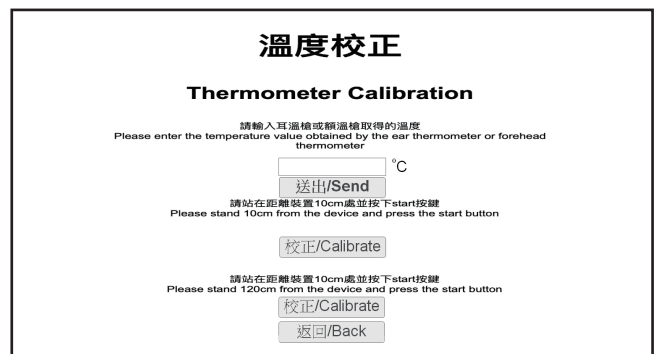 溫度校正
Thermometer Calibration
請輸入耳溫槍或額溫槍取得的溫度
Please enter the temperature value obtained by the ear thermometer or forehead
thermometer
°C
送出/Send
請站在距離裝置10cm處並按下start按鍵
Please stand 10cm from the device and press the start button
校正/Calibrate
請站在距離裝置10cm處並按下start按鍵
Please stand 120cm from the device and press the start button
校正/Calibrate
返回/Back